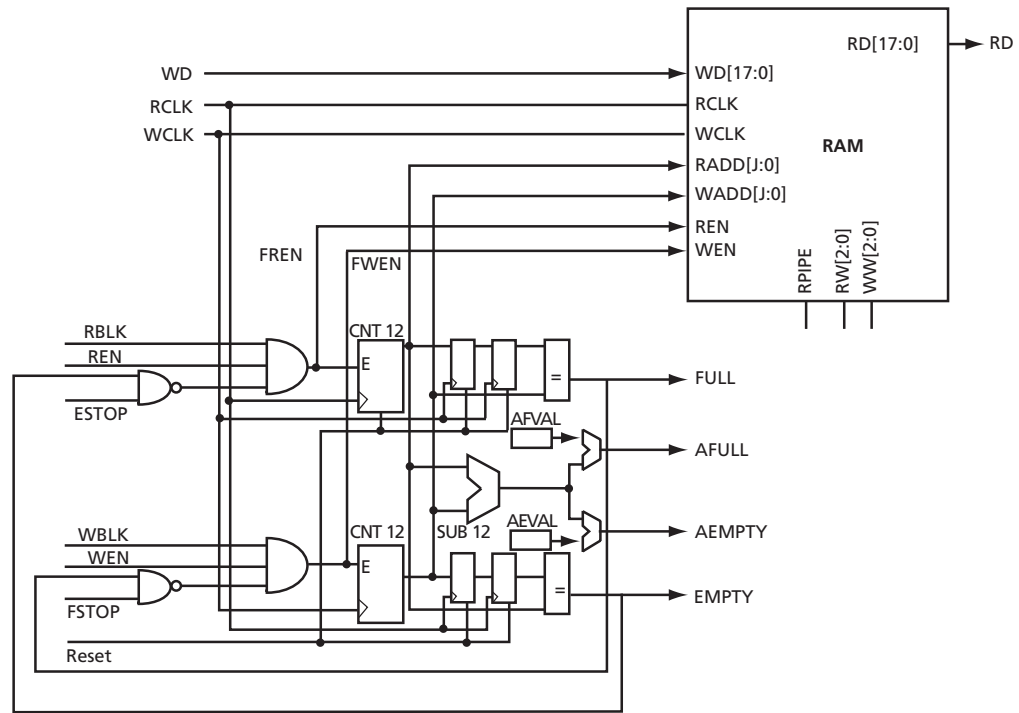 RD[17:0]
RD
WD
WD[17:0]
RCLK
RCLK
WCLK
WCLK
RAM
RADD[J:0]
WADD[J:0]
REN
FREN
FWEN
WEN
RPIPE
RW[2:0]
WW[2:0]
RBLK
CNT 12
REN
E
=
FULL
ESTOP
AFVAL
AFULL
WBLK
CNT 12
SUB 12
AEVAL
AEMPTY
WEN
E
=
EMPTY
FSTOP
Reset